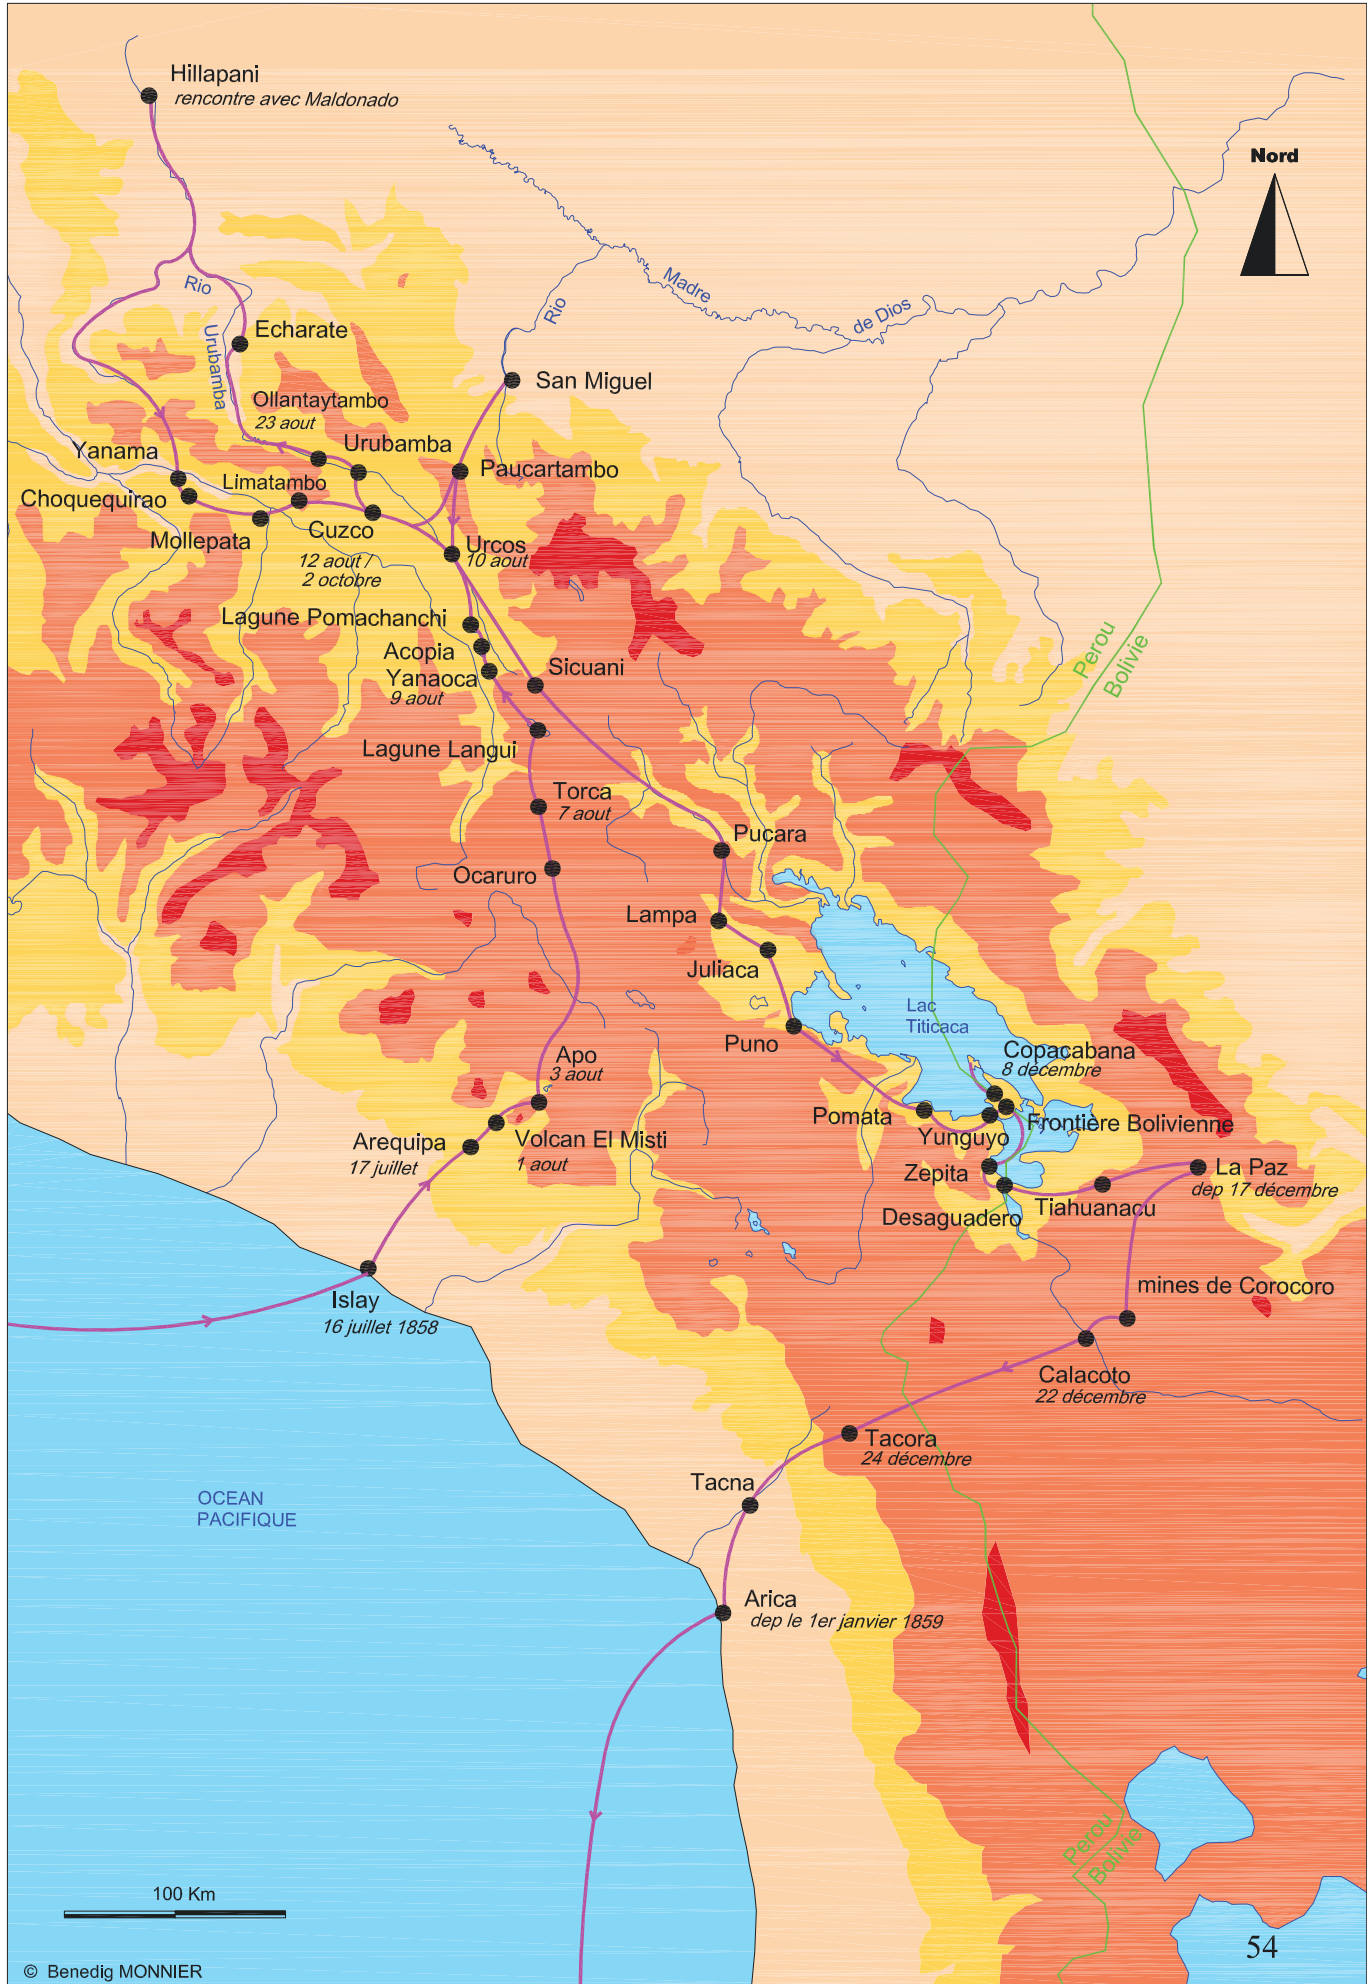 Hillapani
rencontre avec Maldonado
Nord
Madre
Rio
Rio
de Dios
Urubamba
Echarate
San Miguel
Ollantaytambo
23 aout
Urubamba
Yanama
Paucartambo
Limatambo
Choquequirao
Cuzco
Mollepata
Urcos
10 aout
12 aout /
2 octobre
Lagune Pomachanchi
Perou
Bolivie
Acopia
Sicuani
Yanaoca
9 aout
Lagune Langui
Torca
7 aout
Pucara
Ocaruro
Lampa
Juliaca
Lac
Titicaca
Puno
Copacabana
8 décembre
Apo
3 aout
Pomata
Frontière Bolivienne
Yunguyo
Arequipa
17 juillet
Volcan El Misti
1 aout
Zepita
La Paz
dep 17 décembre
Tiahuanacu
Desaguadero
mines de Corocoro
Islay
16 juillet 1858
Calacoto
22 décembre
Tacora
24 décembre
Tacna
OCEAN
PACIFIQUE
Arica
dep le 1er janvier 1859
Perou
Bolivie
100 Km
54
© Benedig MONNIER